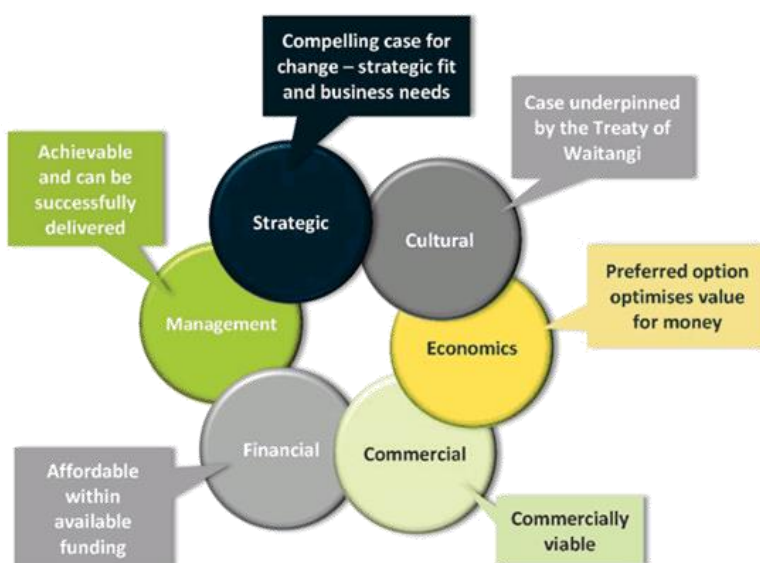 Compelling case for
change – strategic fit
and business needs
Case underpinned
by the Treaty of
Waitangi
Achievable
and can be
successfully
delivered
Strategic
Cultural
Preferred option
optimises value
for money
Management
Economics
Financial
Commercial
Affordable
within
available
funding
Commercially
viable